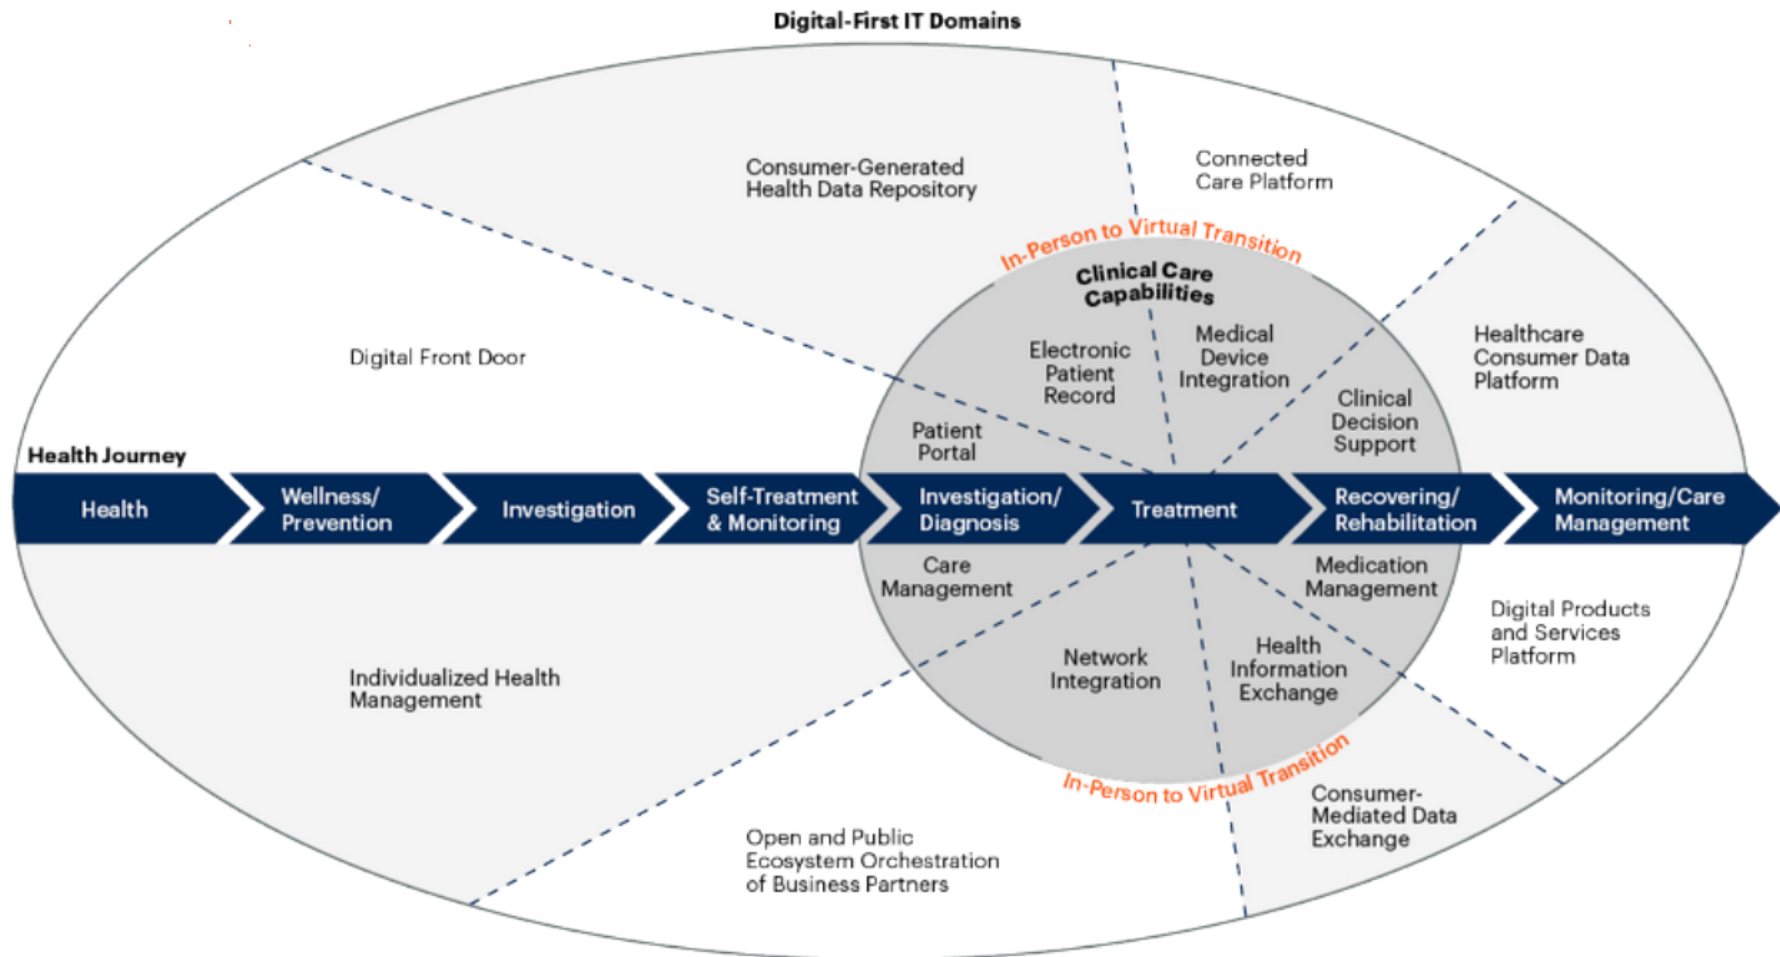 Digital-First IT Domains
Consumer-Generated
Health Data Repository
Connected
Care Platform
In-Person to Virtual Transition
Clinical Care
Capabilities
Digital Front Door
Electronic
Patient
Record
Medical
Device
Integration
Healthcare
Consumer Data
Platform
Clinical
Decision
Support
Patient
Portal
Health Journey
Health
Wellness/
Prevention
Investigation
Self-Treatment
& Monitoring
Investigation/
Diagnosis
Treatment
Recovering/
Rehabilitation
Monitoring/Care
Management
Care
Management
Medication
Management
Digital Products
and Services
Platform
Individualized Health
Management
Network
Integration
Health
Information
Exchange
In-Person to Virtual Transition
Open and Public
Ecosystem Orchestration
of Business Partners
Consumer-
Mediated Data
Exchange